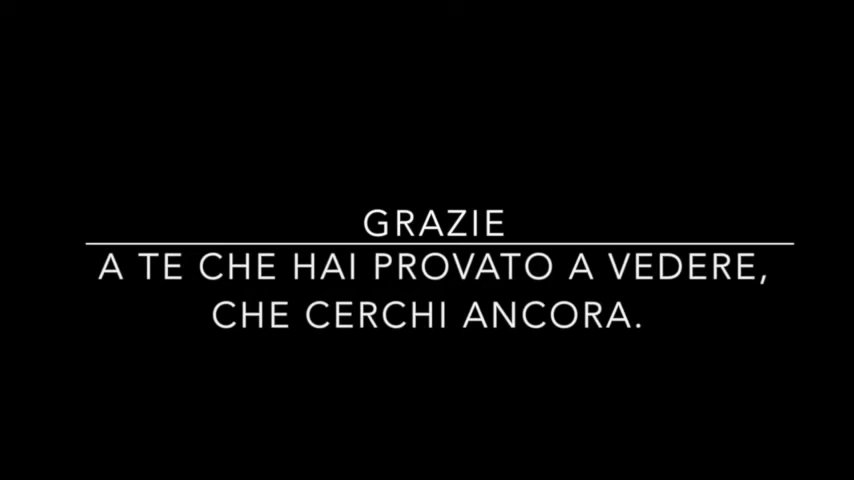 GRAZIE
A TE CHE HAI PROVATO A VEDERE,
CHE CERCHI ANCORA.